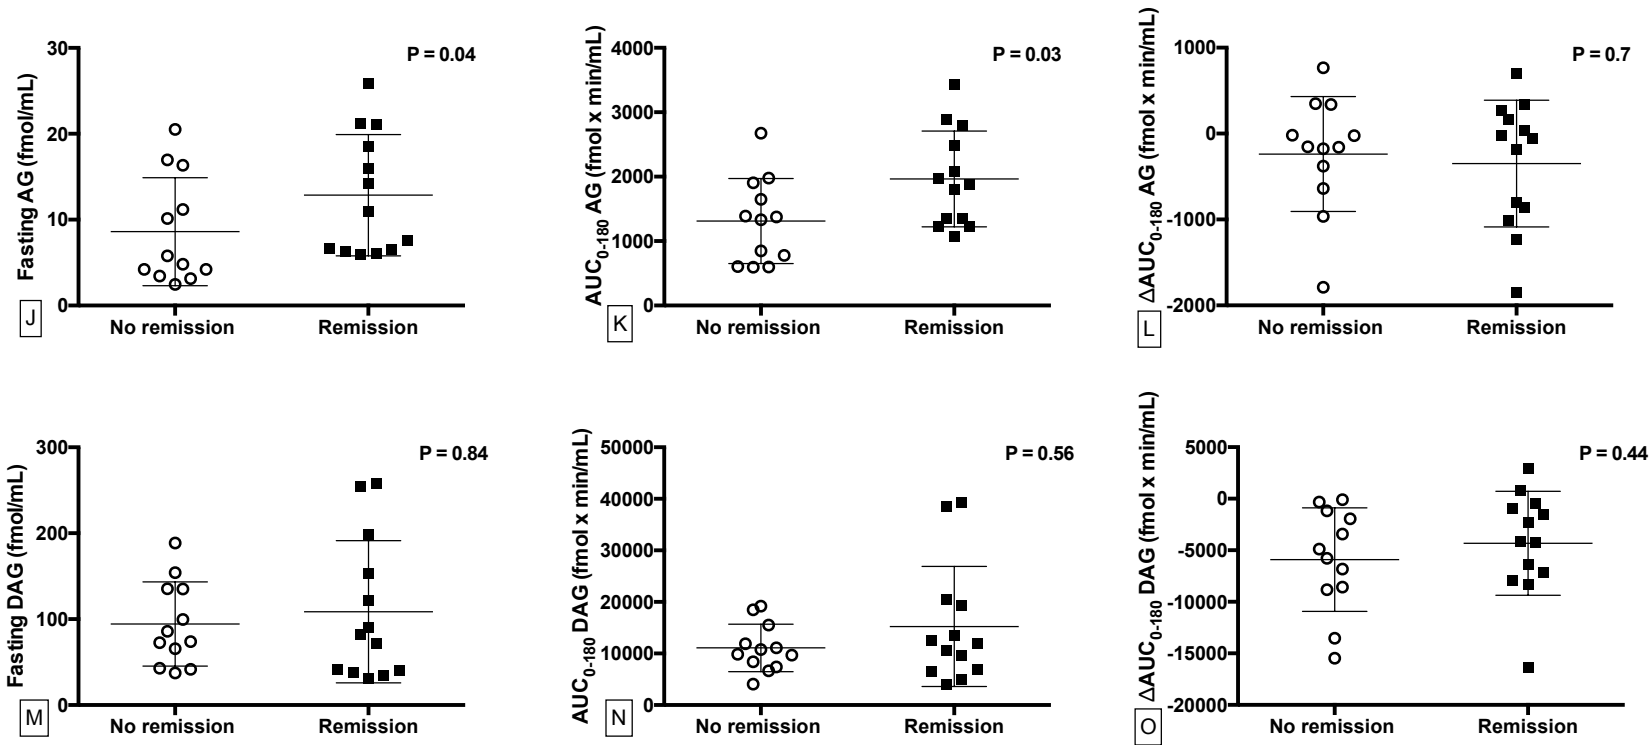 Fasting AG (fmol/mL)
30
20
10
0
P = 0.04
No remission
Remission
J
AUC0-180 AG (fmol x min/mL)
4000
3000
2000
1000
0
P = 0.03
No remission
Remission
K
ΔAUC0-180 AG (fmol x min/mL)
1000
0
-1000
-2000
P = 0.7
No remission
Remission
L
Fasting DAG (fmol/mL)
300
200
100
0
P = 0.84
No remission
Remission
M
AUC0-180 DAG (fmol x min/mL)
50000
40000
30000
20000
10000
0
P = 0.56
No remission
Remission
N
ΔAUC0-180 DAG (fmol x min/mL)
5000
0
-5000
-10000
-15000
-20000
P = 0.44
No remission
Remission
O